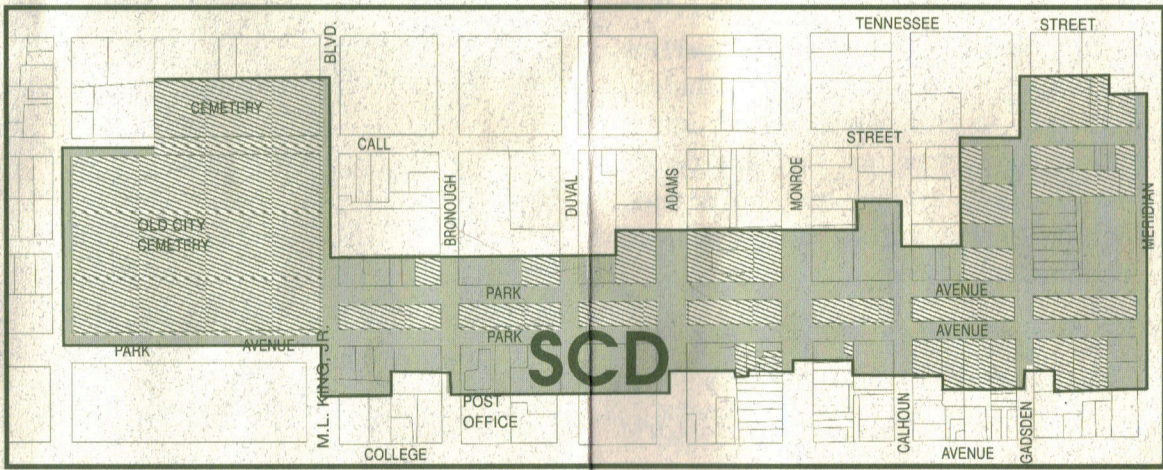 TENNESSEE STREET
BLVD.
CEMETERY
CALL STREET
BRONOUGH
DUVAL
ADAMS
MONROE
MERIDIAN
OLD CITY
CEMETERY
PARK AVENUE
PARK AVENUE
SCD
PARK AVENUE
M.L. KING, JR.
POST
OFFICE
CALHOUN
GADSDEN
COLLEGE AVENUE